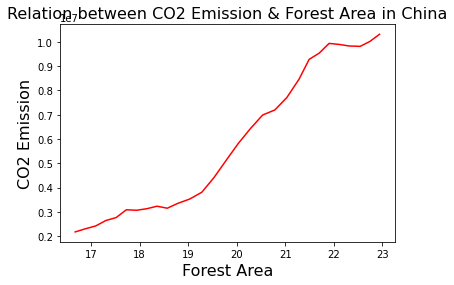 Relation between CO2 Emission & Forest Area in China
1e7
1.0
0.9
0.8
0.7
0.6
0.5
0.4
0.3
0.2
CO2 Emission
17 18 19 20 21 22 23
Forest Area